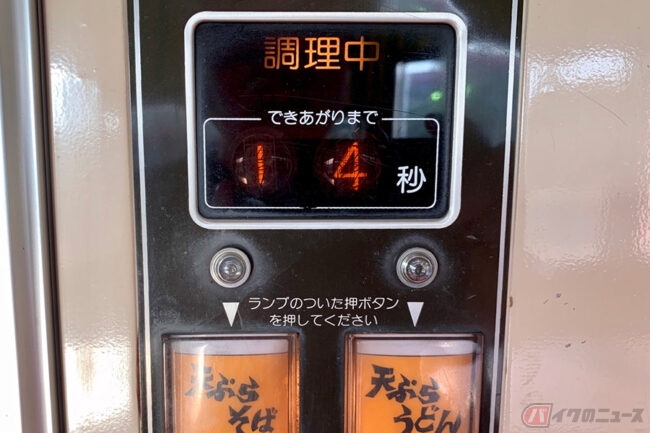 調理中
できあがりまで
14秒
ランプのついた押ボタン
を押してください
天ぷら
そば
天ぷら
うどん
バイクのニュース